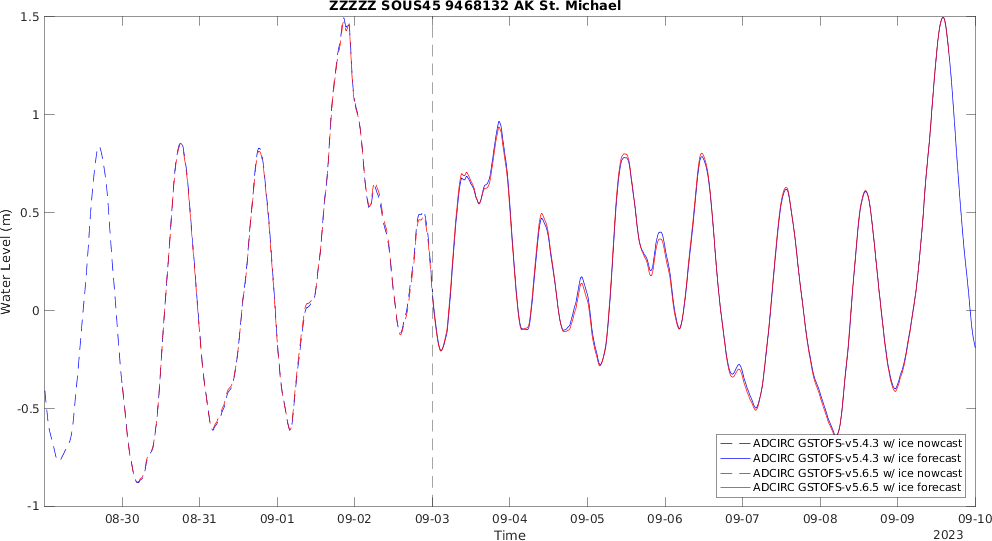 ZZZZZ SOUS45 9468132 AK St. Michael
Water Level (m)
1.5
1
0.5
0
-0.5
-1
ADCIRC GSTOFS-v5.4.3 w/ ice nowcast
ADCIRC GSTOFS-v5.4.3 w/ ice forecast
ADCIRC GSTOFS-v5.6.5 w/ ice nowcast
ADCIRC GSTOFS-v5.6.5 w/ ice forecast
08-30 08-31 09-01 09-02 09-03 09-04 09-05 09-06 09-07 09-08 09-09 09-10
Time
2023